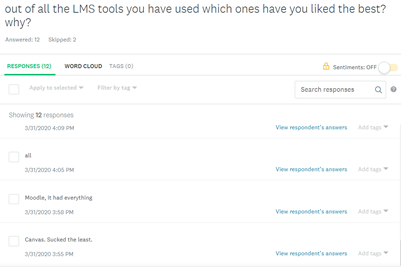 out of all the LMS tools you have used which ones have you liked the best?
why?
Answered: 12 Skipped: 2
RESPONSES (12) WORD CLOUD TAGS (0) Sentiments: OFF
Apply to selected Filter by tag Search responses
Showing 12 responses
3/31/2020 4:09 PM View respondent's answers Add tags
all
3/31/2020 4:05 PM View respondent's answers Add tags
Moodle, it had everything
3/31/2020 3:58 PM View respondent's answers Add tags
Canvas. Sucked the least.
3/31/2020 3:55 PM View respondent's answers Add tags